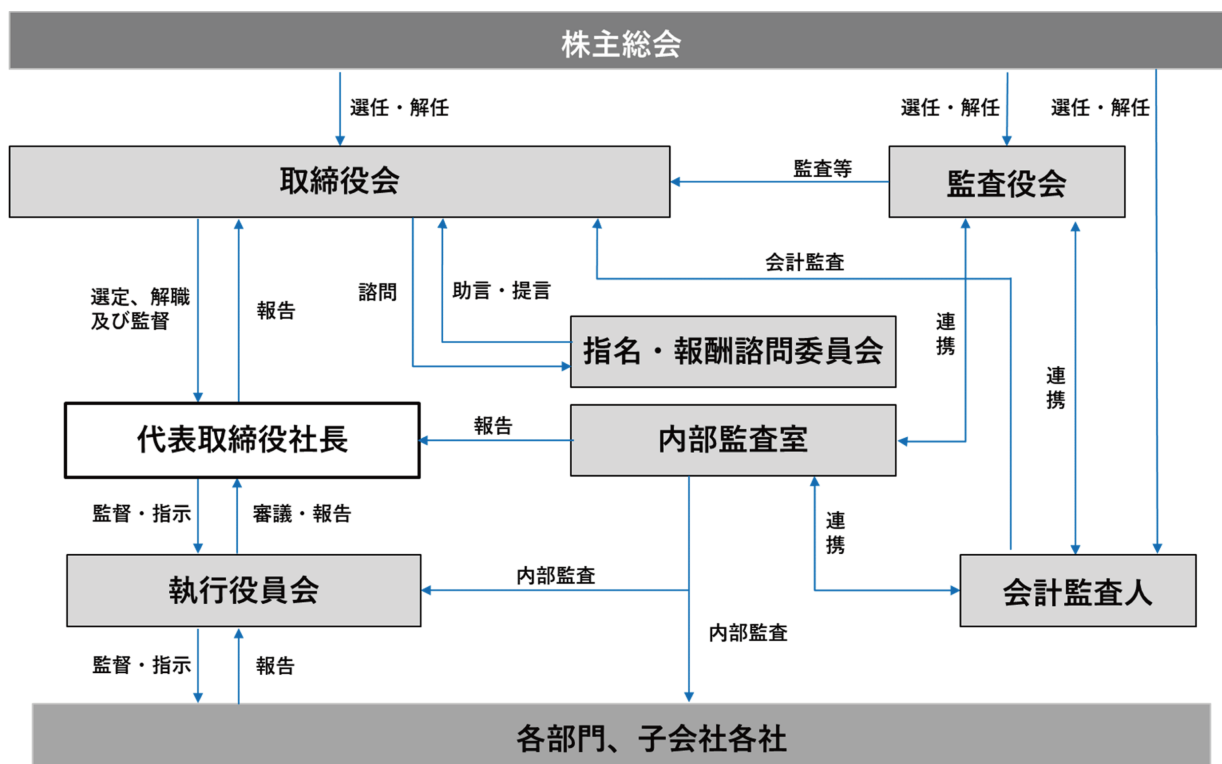 株主総会
選任・解任
選任・解任
選任・解任
取締役会
監査等
監査役会
会計監査
選定、解職
及び監督
報告
諮問
助言・提言
指名・報酬諮問委員会
連携
連携
代表取締役社長
報告
内部監査室
監督・指示
審議・報告
連携
執行役員会
内部監査
会計監査人
内部監査
監督・指示
報告
各部門、子会社各社